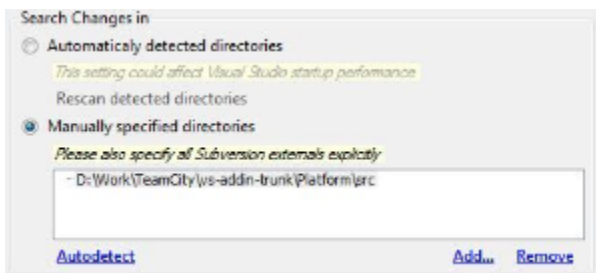 Search Changes in
Automaticaly detected directories
This setting could affect Visual Studio startup performance
Rescan detected directories
Manually specified directories
Please also specify all Subversion externals explicitly
D:\Work\TeamCity\vs-addin-trunk\Platform\src
Autodetect Add... Remove